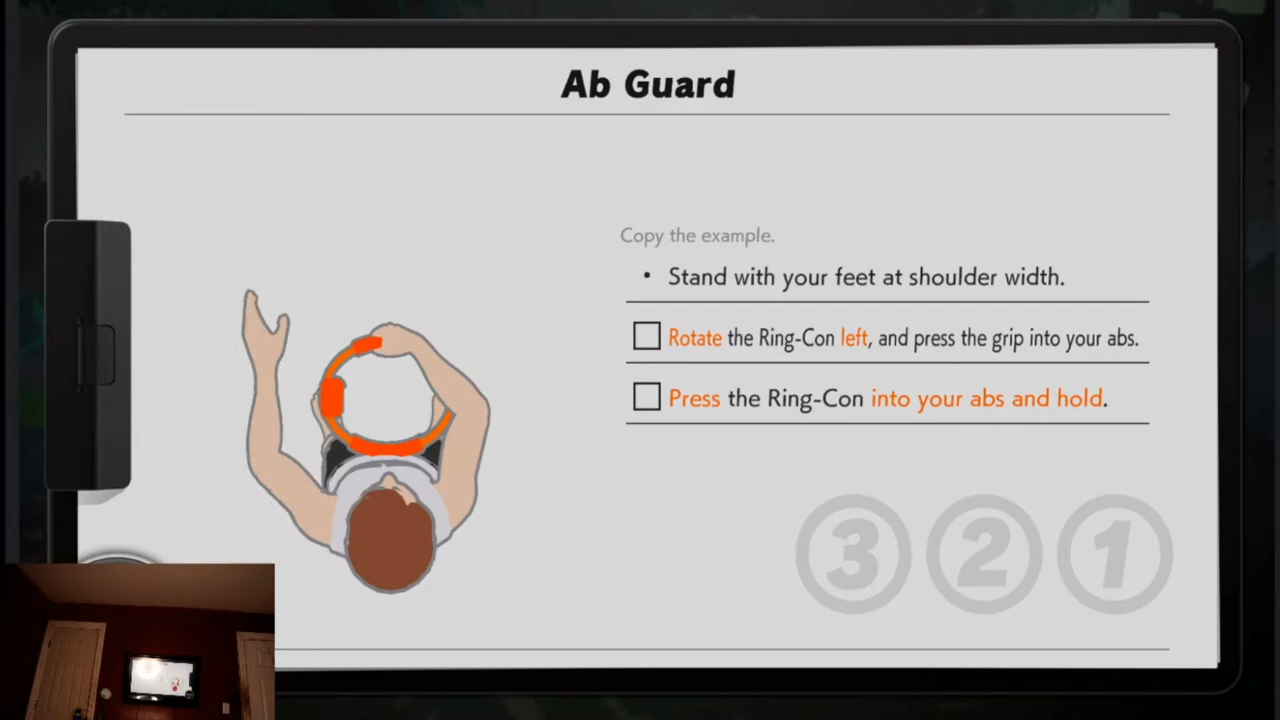 Ab Guard
Copy the example.
• Stand with your feet at shoulder width.
Rotate the Ring-Con left, and press the grip into your abs.
Press the Ring-Con into your abs and hold.
3 2 1